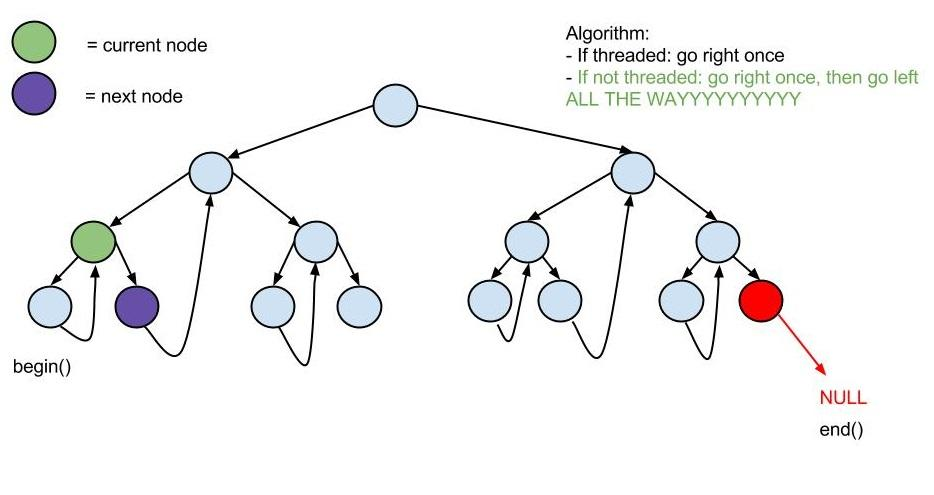 = current node
= next node
Algorithm:
- If threaded: go right once
- If not threaded: go right once, then go left
ALL THE WAYYYYYYYYYY
begin()
NULL
end()